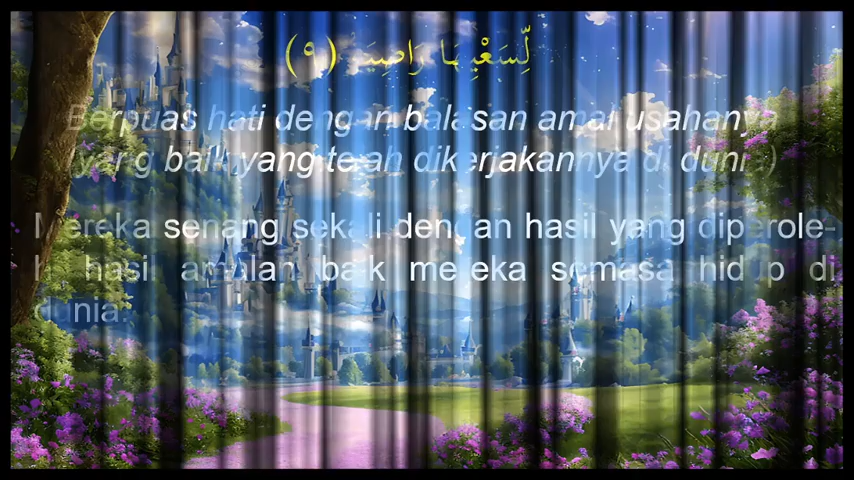 لِّسَعْيِهَا رَاضِيَةٌ (٩)
Berpuas hati dengan balasan amal usahanya
(yang baik yang telah dikerjakannya di dunia)
Mereka senang sekali dengan hasil yang diperole-
h hasil amalan baik mereka semasa hidup di
dunia.